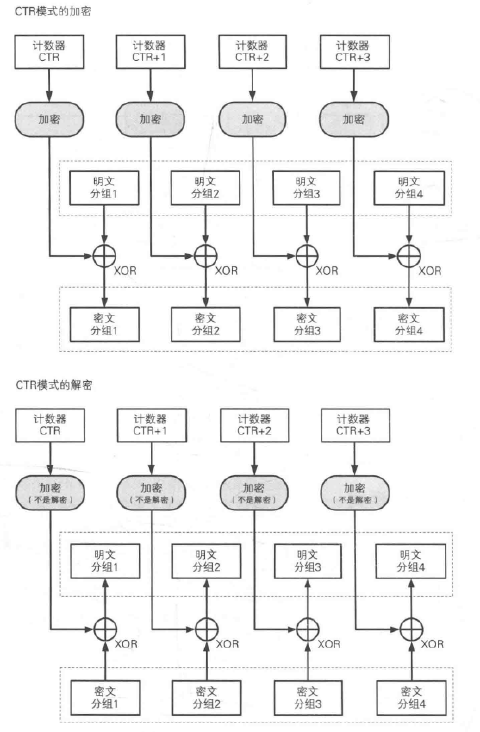 CTR模式的加密
计数器 计数器 计数器 计数器
CTR CTR+1 CTR+2 CTR+3
加密 加密 加密 加密
明文 明文 明文 明文
分组1 分组2 分组3 分组4
XOR XOR XOR XOR
密文 密文 密文 密文
分组1 分组2 分组3 分组4
CTR模式的解密
计数器 计数器 计数器 计数器
CTR CTR+1 CTR+2 CTR+3
加密 加密 加密 加密
(不是解密) (不是解密) (不是解密) (不是解密)
明文 明文 明文 明文
分组1 分组2 分组3 分组4
XOR XOR XOR XOR
密文 密文 密文 密文
分组1 分组2 分组3 分组4